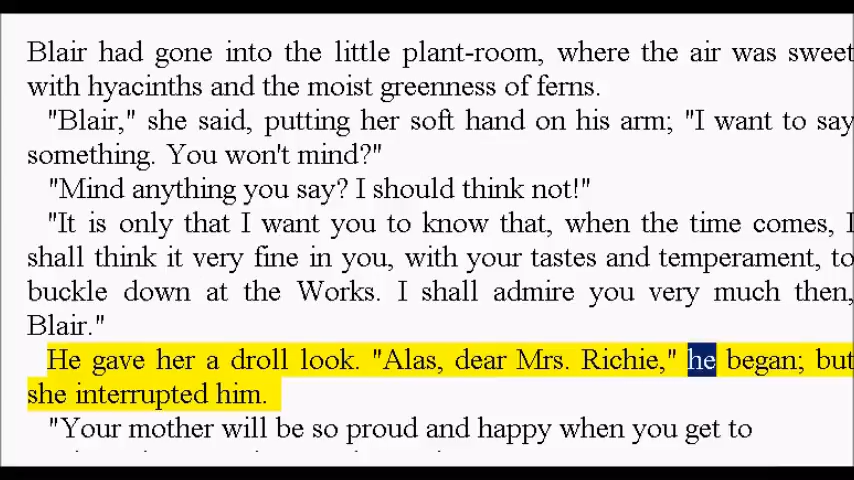 Blair had gone into the little plant-room, where the air was sweet
with hyacinths and the moist greenness of ferns.
"Blair," she said, putting her soft hand on his arm; "I want to say
something. You won't mind?"
"Mind anything you say? I should think not!"
"It is only that I want you to know that, when the time comes, I
shall think it very fine in you, with your tastes and temperament, to
buckle down at the Works. I shall admire you very much then,
Blair."
He gave her a droll look. "Alas, dear Mrs. Richie," he began; but
she interrupted him.
"Your mother will be so proud and happy when you get to